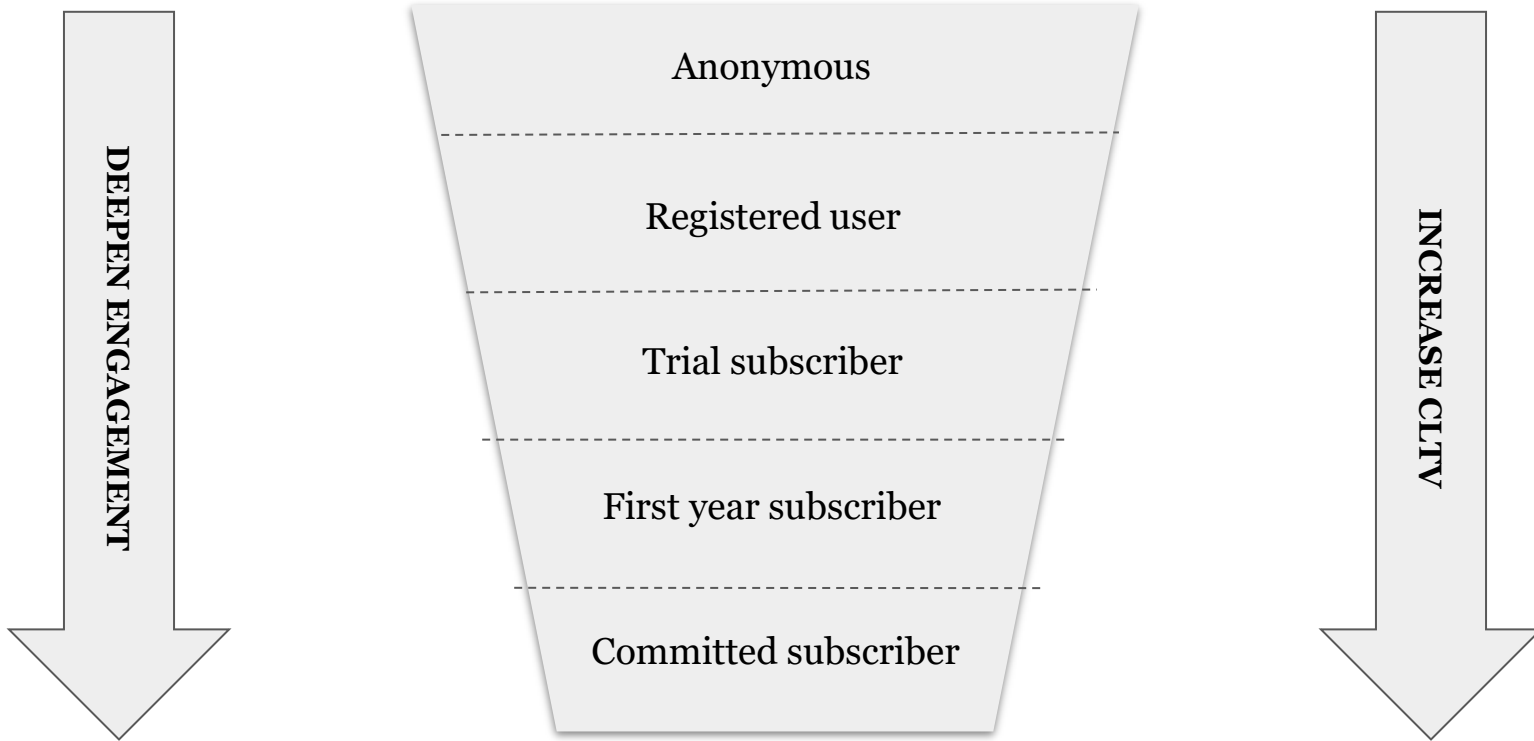 DEEPEN ENGAGEMENT
Anonymous
Registered user
Trial subscriber
First year subscriber
Committed subscriber
INCREASE CLTV